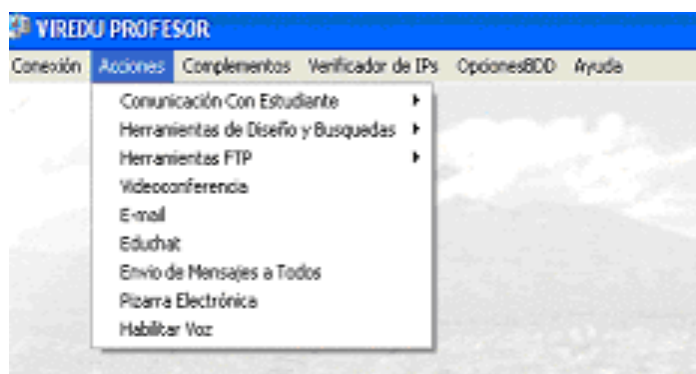 VIREDU PROFESOR
Conexión Acciones Complementos Verificador de IPs OpcionesBDD Ayuda
Comunicación Con Estudiante
Herramientas de Diseño y Busquedas
Herramientas FTP
Videoconferencia
E-mail
Educhat
Envio de Mensajes a Todos
Pizarra Electrónica
Habilitar Voz